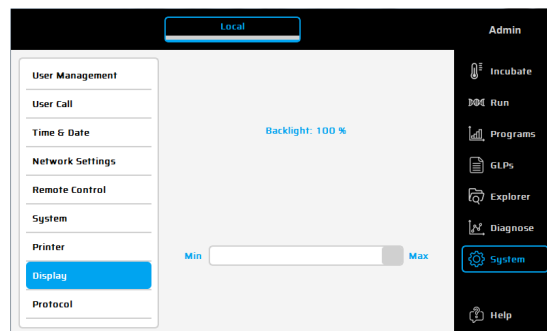 Local
Admin
User Management
User Call
Time & Date
Network Settings
Remote Control
System
Printer
Display
Protocol
Backlight: 100 %
Min
Max
Incubate
Run
Programs
GLPs
Explorer
Diagnose
System
Help